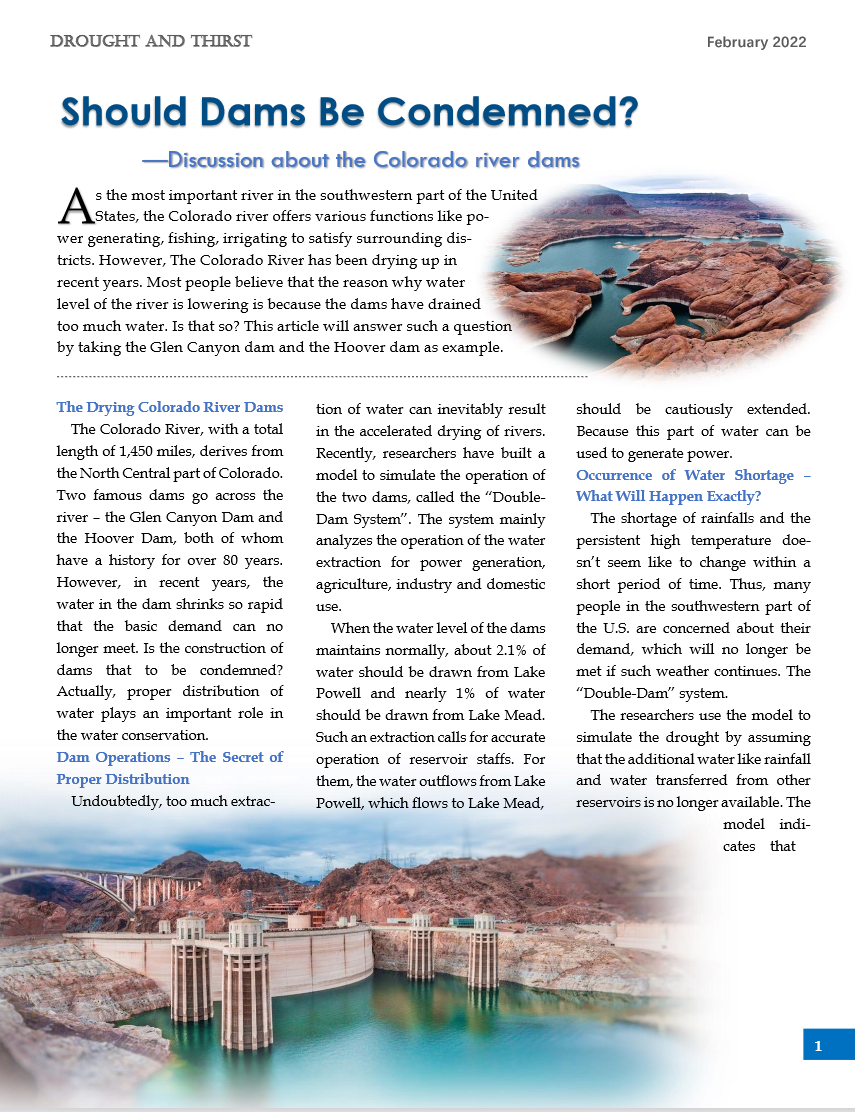 DROUGHT AND THIRST
February 2022
Should Dams Be Condemned?
—Discussion about the Colorado river dams
As the most important river in the southwestern part of the United
States, the Colorado river offers various functions like po-
wer generating, fishing, irrigating to satisfy surrounding dis-
tricts. However, The Colorado River has been drying up in
recent years. Most people believe that the reason why water
level of the river is lowering is because the dams have drained
too much water. Is that so? This article will answer such a question
by taking the Glen Canyon dam and the Hoover dam as example.
The Drying Colorado River Dams
The Colorado River, with a total
length of 1,450 miles, derives from
the North Central part of Colorado.
Two famous dams go across the
river – the Glen Canyon Dam and
the Hoover Dam, both of whom
have a history for over 80 years.
However, in recent years, the
water in the dam shrinks so rapid
that the basic demand can no
longer meet. Is the construction of
dams that to be condemned?
Actually, proper distribution of
water plays an important role in
the water conservation.
Dam Operations – The Secret of
Proper Distribution
Undoubtedly, too much extrac-
tion of water can inevitably result
in the accelerated drying of rivers.
Recently, researchers have built a
model to simulate the operation of
the two dams, called the “Double-
Dam System”. The system mainly
analyzes the operation of the water
extraction for power generation,
agriculture, industry and domestic
use.
When the water level of the dams
maintains normally, about 2.1% of
water should be drawn from Lake
Powell and nearly 1% of water
should be drawn from Lake Mead.
Such an extraction calls for accurate
operation of reservoir staffs. For
them, the water outflows from Lake
Powell, which flows to Lake Mead,
should be cautiously extended.
Because this part of water can be
used to generate power.
Occurrence of Water Shortage –
What Will Happen Exactly?
The shortage of rainfalls and the
persistent high temperature doe-
sn’t seem like to change within a
short period of time. Thus, many
people in the southwestern part of
the U.S. are concerned about their
demand, which will no longer be
met if such weather continues. The
“Double-Dam” system.
The researchers use the model to
simulate the drought by assuming
that the additional water like rainfall
and water transferred from other
reservoirs is no longer available. The
model indi-
cates that
1